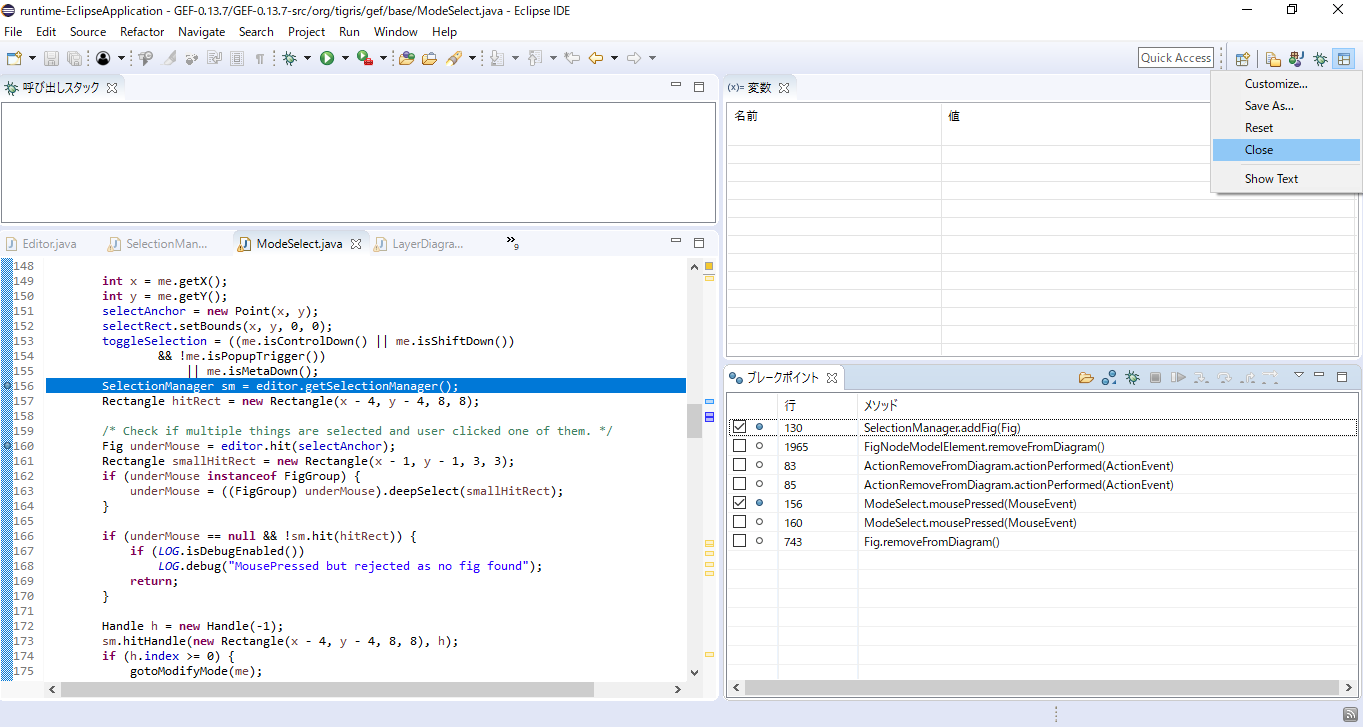 runtime-EclipseApplication - GEF-0.13.7/GEF-0.13.7-src/org/tigris/gef/base/ModeSelect.java - Eclipse IDE
File Edit Source Refactor Navigate Search Project Run Window Help
Quick Access
Customize...
Save As...
Reset
Close
Show Text
呼び出しスタック
(x)= 変数
名前 値
Editor.java SelectionMan... ModeSelect.java LayerDiagra... »9
148
149 int x = me.getX();
150 int y = me.getY();
151 selectAnchor = new Point(x, y);
152 selectRect.setBounds(x, y, 0, 0);
153 toggleSelection = ((me.isControlDown() || me.isShiftDown())
154 && !me.isPopupTrigger())
155 || me.isMetaDown();
156 SelectionManager sm = editor.getSelectionManager();
157 Rectangle hitRect = new Rectangle(x - 4, y - 4, 8, 8);
158
159 /* Check if multiple things are selected and user clicked one of them. */
160 Fig underMouse = editor.hit(selectAnchor);
161 Rectangle smallHitRect = new Rectangle(x - 1, y - 1, 3, 3);
162 if (underMouse instanceof FigGroup) {
163 underMouse = ((FigGroup) underMouse).deepSelect(smallHitRect);
164 }
165
166 if (underMouse == null && !sm.hit(hitRect)) {
167 if (LOG.isDebugEnabled())
168 LOG.debug("MousePressed but rejected as no fig found");
169 return;
170 }
171
172 Handle h = new Handle(-1);
173 sm.hitHandle(new Rectangle(x - 4, y - 4, 8, 8), h);
174 if (h.index >= 0) {
175 gotoModifyMode(me);
ブレークポイント
行 メソッド
130 SelectionManager.addFig(Fig)
1965 FigNodeModelElement.removeFromDiagram()
83 ActionRemoveFromDiagram.actionPerformed(ActionEvent)
85 ActionRemoveFromDiagram.actionPerformed(ActionEvent)
156 ModeSelect.mousePressed(MouseEvent)
160 ModeSelect.mousePressed(MouseEvent)
743 Fig.removeFromDiagram()